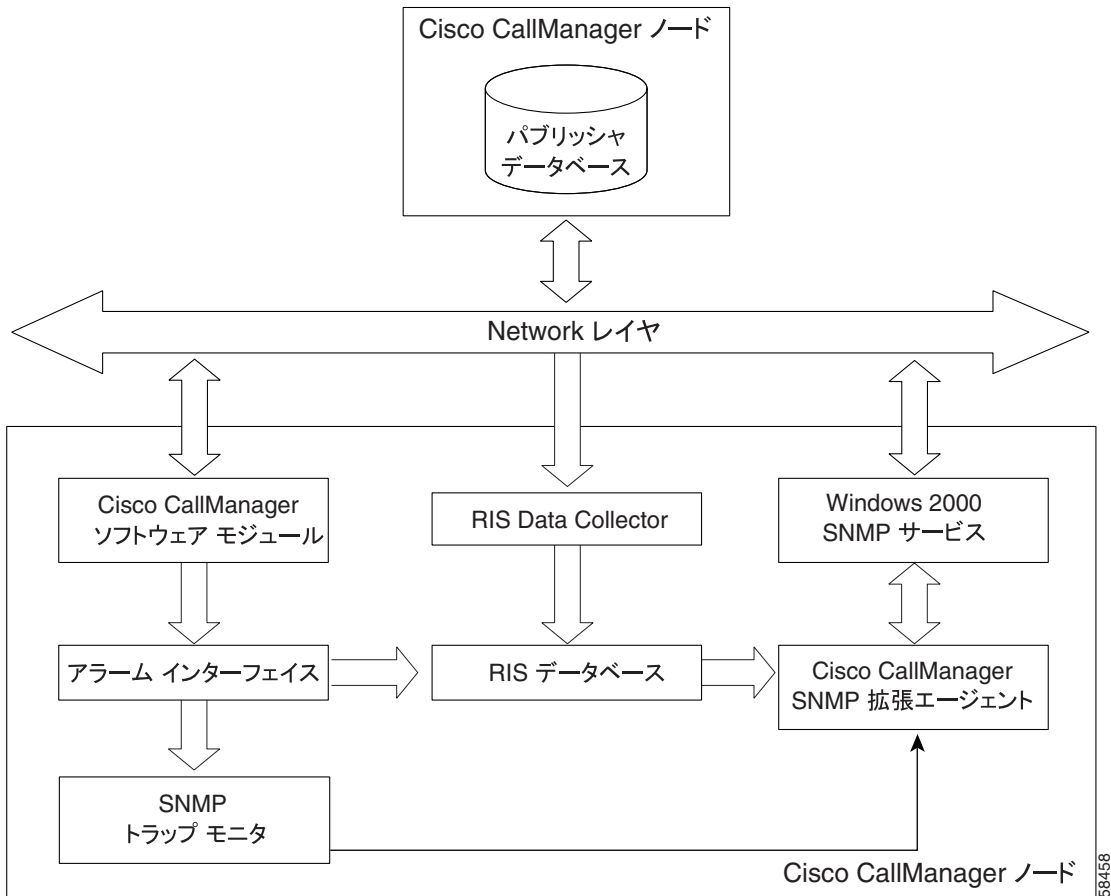 Cisco CallManager ノード
パブリッシャ
データベース
Network レイヤ
Cisco CallManager
ソフトウェア モジュール
RIS Data Collector
Windows 2000
SNMP サービス
アラーム インターフェイス
RIS データベース
Cisco CallManager
SNMP 拡張エージェント
SNMP
トラップ モニタ
Cisco CallManager ノード
58458